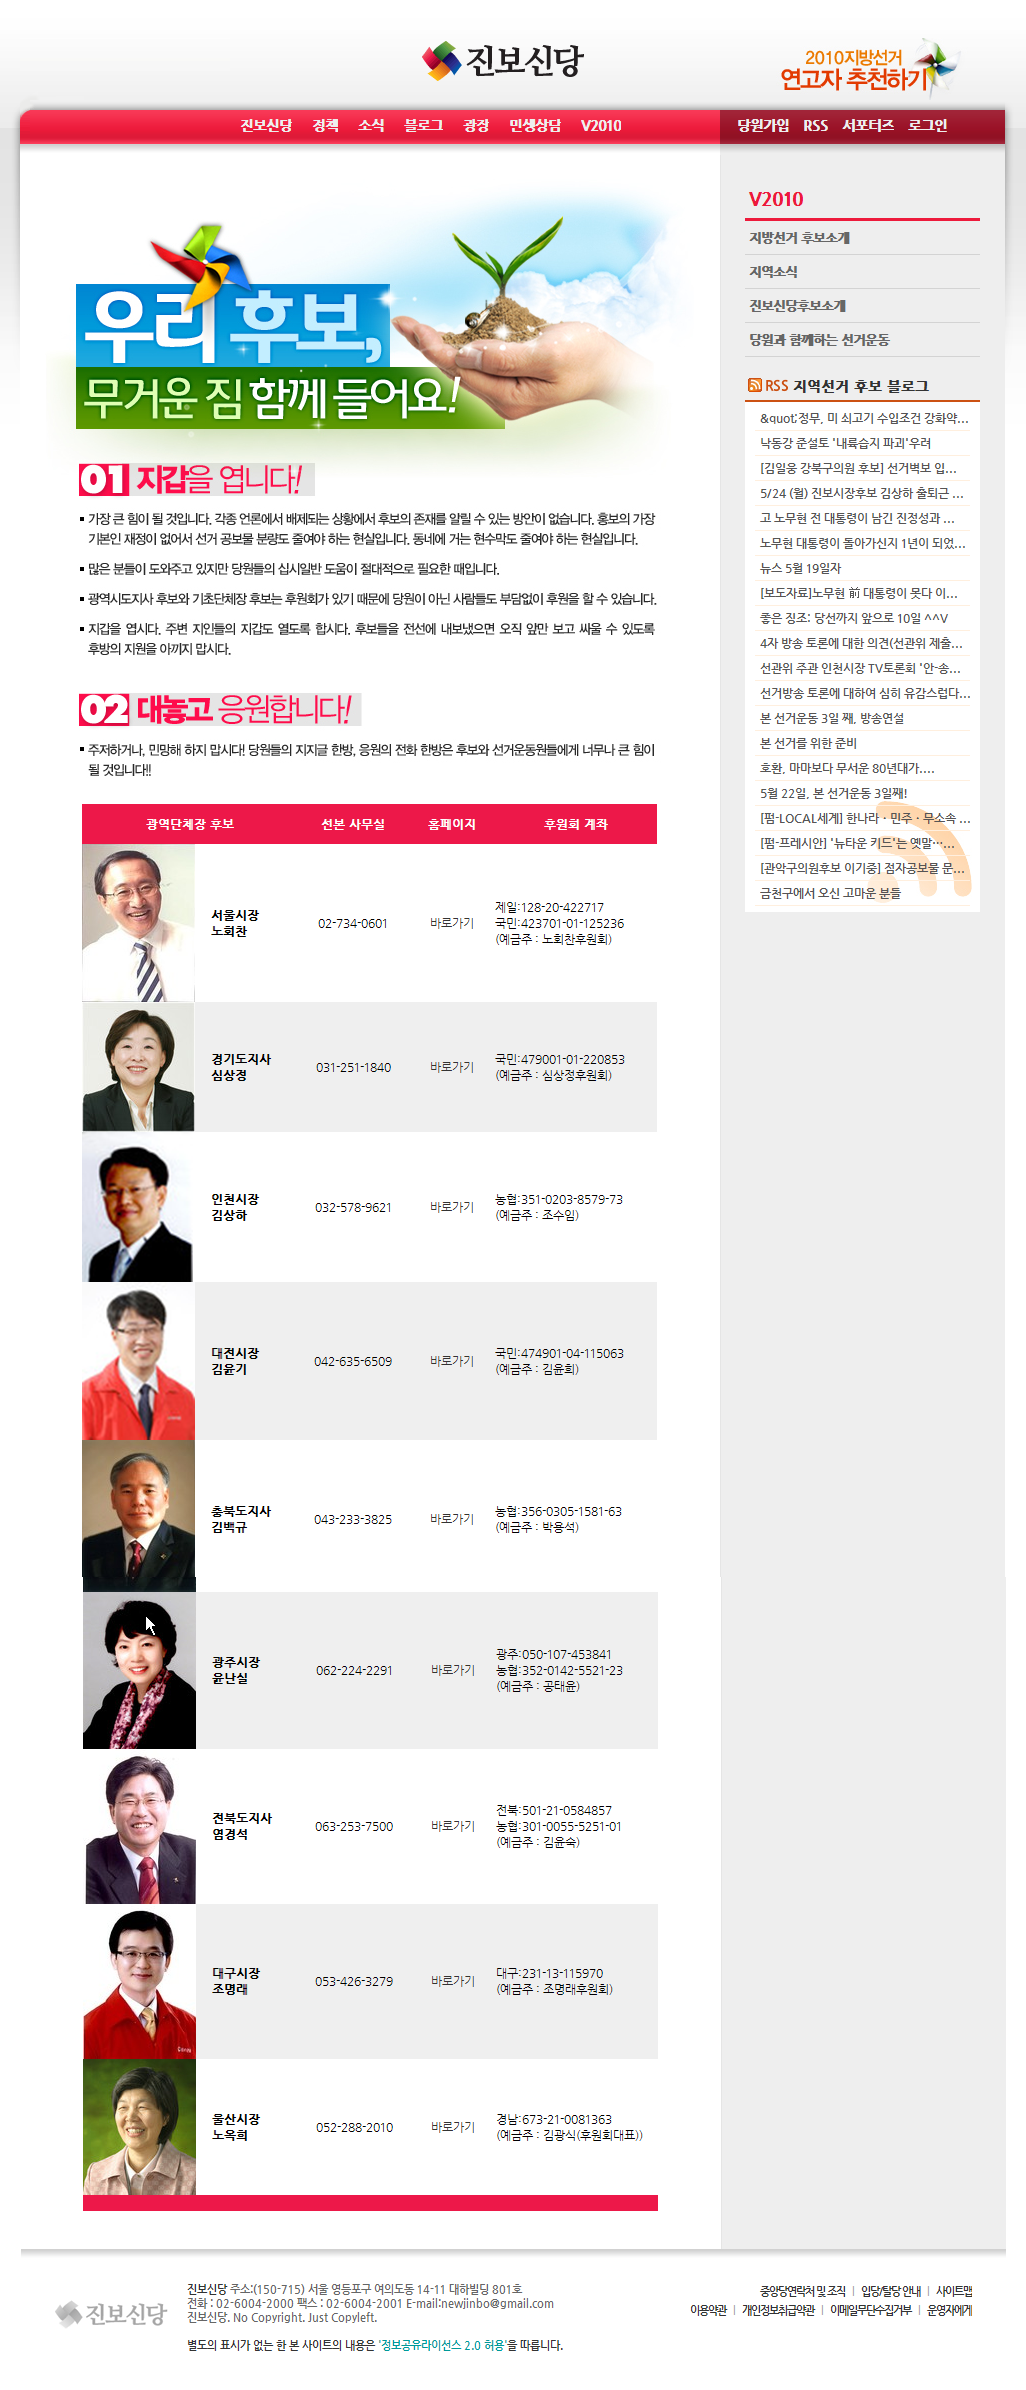 진보신당
2010지방선거
연고자 추천하기
진보신당 정책 소식 블로그 광장 민생상담 V2010
당원가입 RSS 서포터즈 로그인
우리 후보,
무거운 짐 함께 들어요!
01 지갑을 엽니다!
가장 큰 힘이 될 것입니다. 각종 언론에서 배제되는 상황에서 후보의 존재를 알릴 수 있는 방안이 없습니다. 홍보의 가장
기본인 재정이 없어서 선거 공보물 분량도 줄여야 하는 현실입니다. 동네에 거는 현수막도 줄여야 하는 현실입니다.
많은 분들이 도와주고 있지만 당원들의 십시일반 도움이 절대적으로 필요한 때입니다.
광역시도지사 후보와 기초단체장 후보는 후원회가 있기 때문에 당원이 아닌 사람들도 부담없이 후원을 할 수 있습니다.
지갑을 엽시다. 주변 지인들의 지갑도 열도록 합시다. 후보들을 전선에 내보냈으면 오직 앞만 보고 싸울 수 있도록
후방의 지원을 아끼지 맙시다.
02 대놓고 응원합니다!
주저하거나, 민망해 하지 맙시다! 당원들의 지지글 한방, 응원의 전화 한방은 후보와 선거운동원들에게 너무나 큰 힘이
될 것입니다!!
광역단체장 후보 선본 사무실 홈페이지 후원회 계좌
서울시장
노회찬
02-734-0601
바로가기
제일:128-20-422717
국민:423701-01-125236
(예금주 : 노회찬후원회)
경기도지사
심상정
031-251-1840
바로가기
국민:479001-01-220853
(예금주 : 심상정후원회)
인천시장
김상하
032-578-9621
바로가기
농협:351-0203-8579-73
(예금주 : 조수임)
대전시장
김윤기
042-635-6509
바로가기
국민:474901-04-115063
(예금주 : 김윤희)
충북도지사
김백규
043-233-3825
바로가기
농협:356-0305-1581-63
(예금주 : 박용석)
광주시장
윤난실
062-224-2291
바로가기
광주:050-107-453841
농협:352-0142-5521-23
(예금주 : 공태윤)
전북도지사
염경석
063-253-7500
바로가기
전북:501-21-0584857
농협:301-0055-5251-01
(예금주 : 김윤숙)
대구시장
조명래
053-426-3279
바로가기
대구:231-13-115970
(예금주 : 조명래후원회)
울산시장
노옥희
052-288-2010
바로가기
경남:673-21-0081363
(예금주 : 김광식(후원회대표))
V2010
지방선거 후보소개
지역소식
진보신당후보소개
당원과 함께하는 선거운동
RSS 지역선거 후보 블로그
&quot;정무, 미 쇠고기 수입조건 강화약...
낙동강 준설토 '내륙습지 파괴'우려
[김일웅 강북구의원 후보] 선거벽보 입...
5/24 (월) 진보시장후보 김상하 출퇴근 ...
고 노무현 전 대통령이 남긴 진정성과 ...
노무현 대통령이 돌아가신지 1년이 되었...
뉴스 5월 19일자
[보도자료]노무현 前 대통령이 못다 이...
좋은 징조: 당선까지 앞으로 10일 ^^V
4자 방송 토론에 대한 의견(선관위 제출...
선관위 주관 인천시장 TV토론회 '안-송...
선거방송 토론에 대하여 심히 유감스럽다...
본 선거운동 3일 째, 방송연설
본 선거를 위한 준비
호환, 마마보다 무서운 80년대가....
5월 22일, 본 선거운동 3일째!
[펌-LOCAL세계] 한나라ㆍ민주ㆍ무소속 ...
[펌-프레시안] '뉴타운 키드'는 옛말…...
[관악구의원후보 이기중] 점자공보물 문...
금천구에서 오신 고마운 분들
진보신당
진보신당 주소:(150-715) 서울 영등포구 여의도동 14-11 대하빌딩 801호
전화 : 02-6004-2000 팩스 : 02-6004-2001 E-mail:newjinbo@gmail.com
진보신당. No Copyright. Just Copyleft.
별도의 표시가 없는 한 본 사이트의 내용은 '정보공유라이선스 2.0 허용'을 따릅니다.
중앙당연락처 및 조직 | 입당/탈당 안내 | 사이트맵
이용약관 | 개인정보취급약관 | 이메일무단수집거부 | 운영자에게